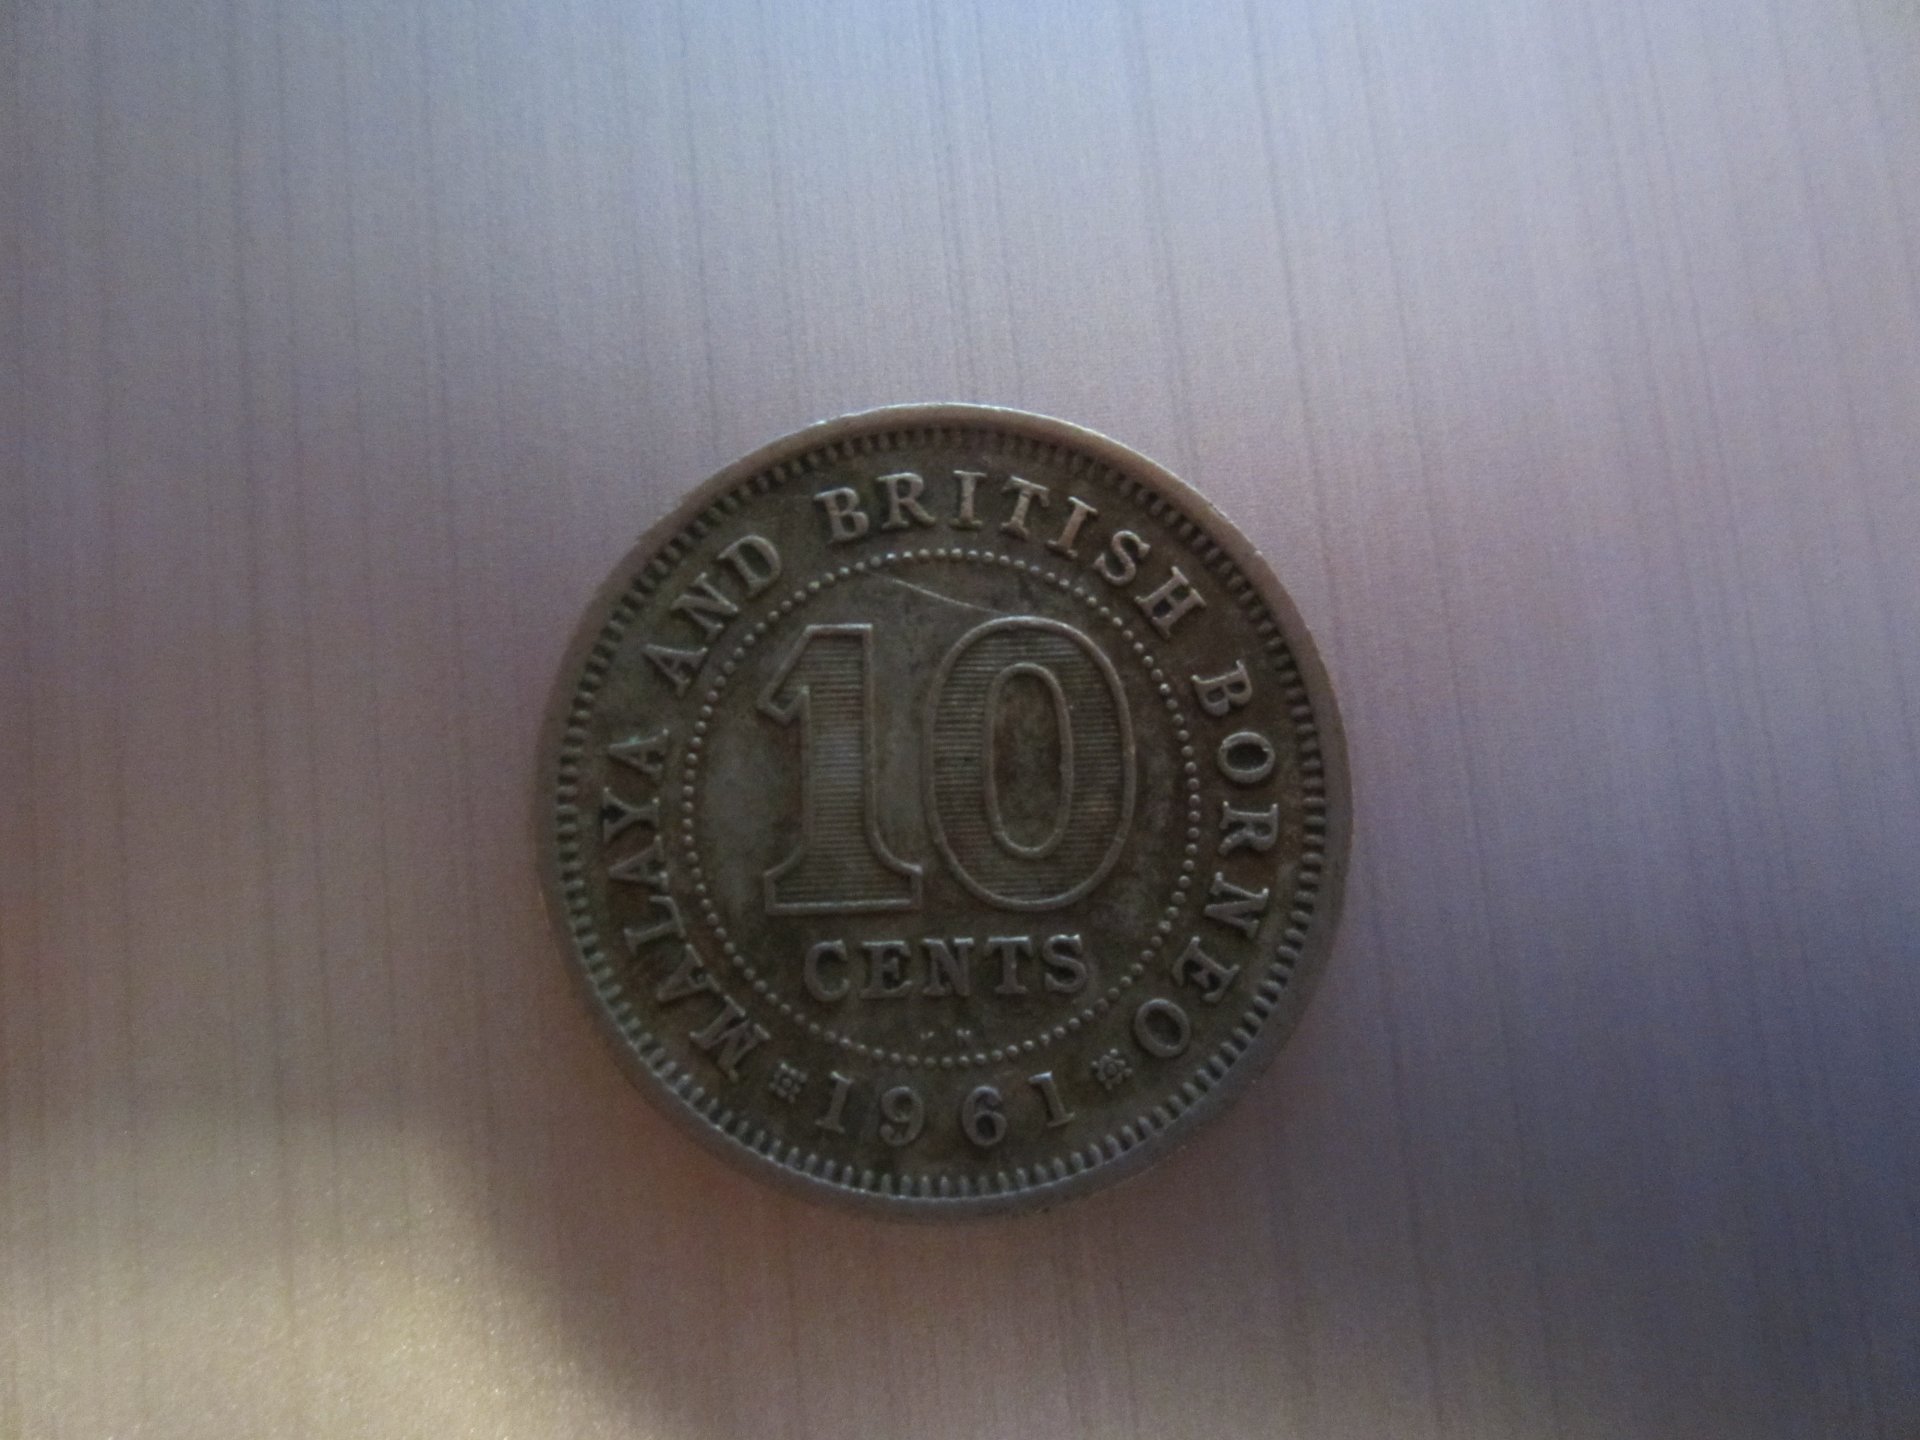 MALAYA AND BRITISH BORNEO
10
CENTS
1961